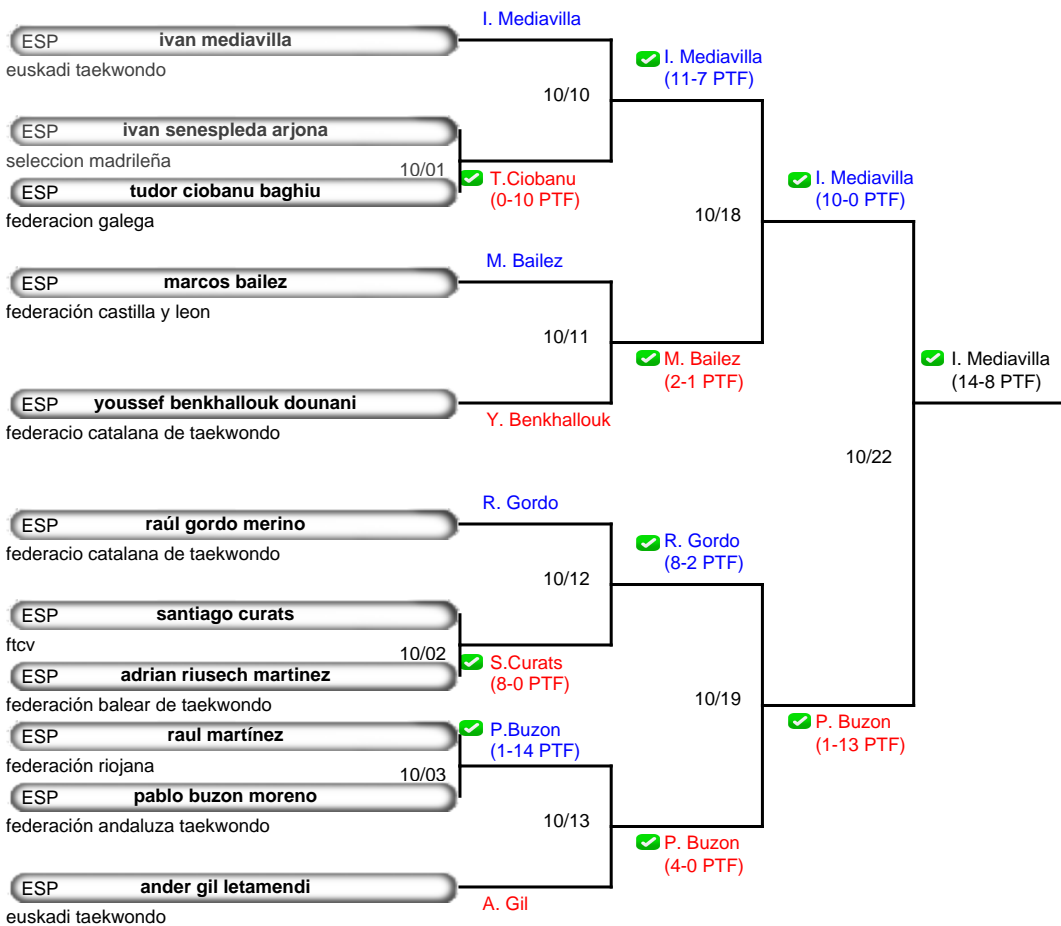 I. Mediavilla
ESP ivan mediavilla
euskadi taekwondo
I. Mediavilla
(11-7 PTF)
10/10
ESP ivan senespleda arjona
seleccion madrileña
10/01
ESP tudor ciobanu baghiu
federacion galega
T.Ciobanu
(0-10 PTF)
I. Mediavilla
(10-0 PTF)
10/18
M. Bailez
ESP marcos bailez
federación castilla y leon
10/11
M. Bailez
(2-1 PTF)
I. Mediavilla
(14-8 PTF)
ESP youssef benkhallouk dounani
Y. Benkhallouk
federacio catalana de taekwondo
10/22
R. Gordo
ESP raúl gordo merino
federacio catalana de taekwondo
R. Gordo
(8-2 PTF)
10/12
ESP santiago curats
ftcv
10/02
ESP adrian riusech martinez
federación balear de taekwondo
S.Curats
(8-0 PTF)
10/19
P. Buzon
(1-13 PTF)
ESP raul martínez
federación riojana
P.Buzon
(1-14 PTF)
10/03
ESP pablo buzon moreno
federación andaluza taekwondo
10/13
P. Buzon
(4-0 PTF)
ESP ander gil letamendi
A. Gil
euskadi taekwondo